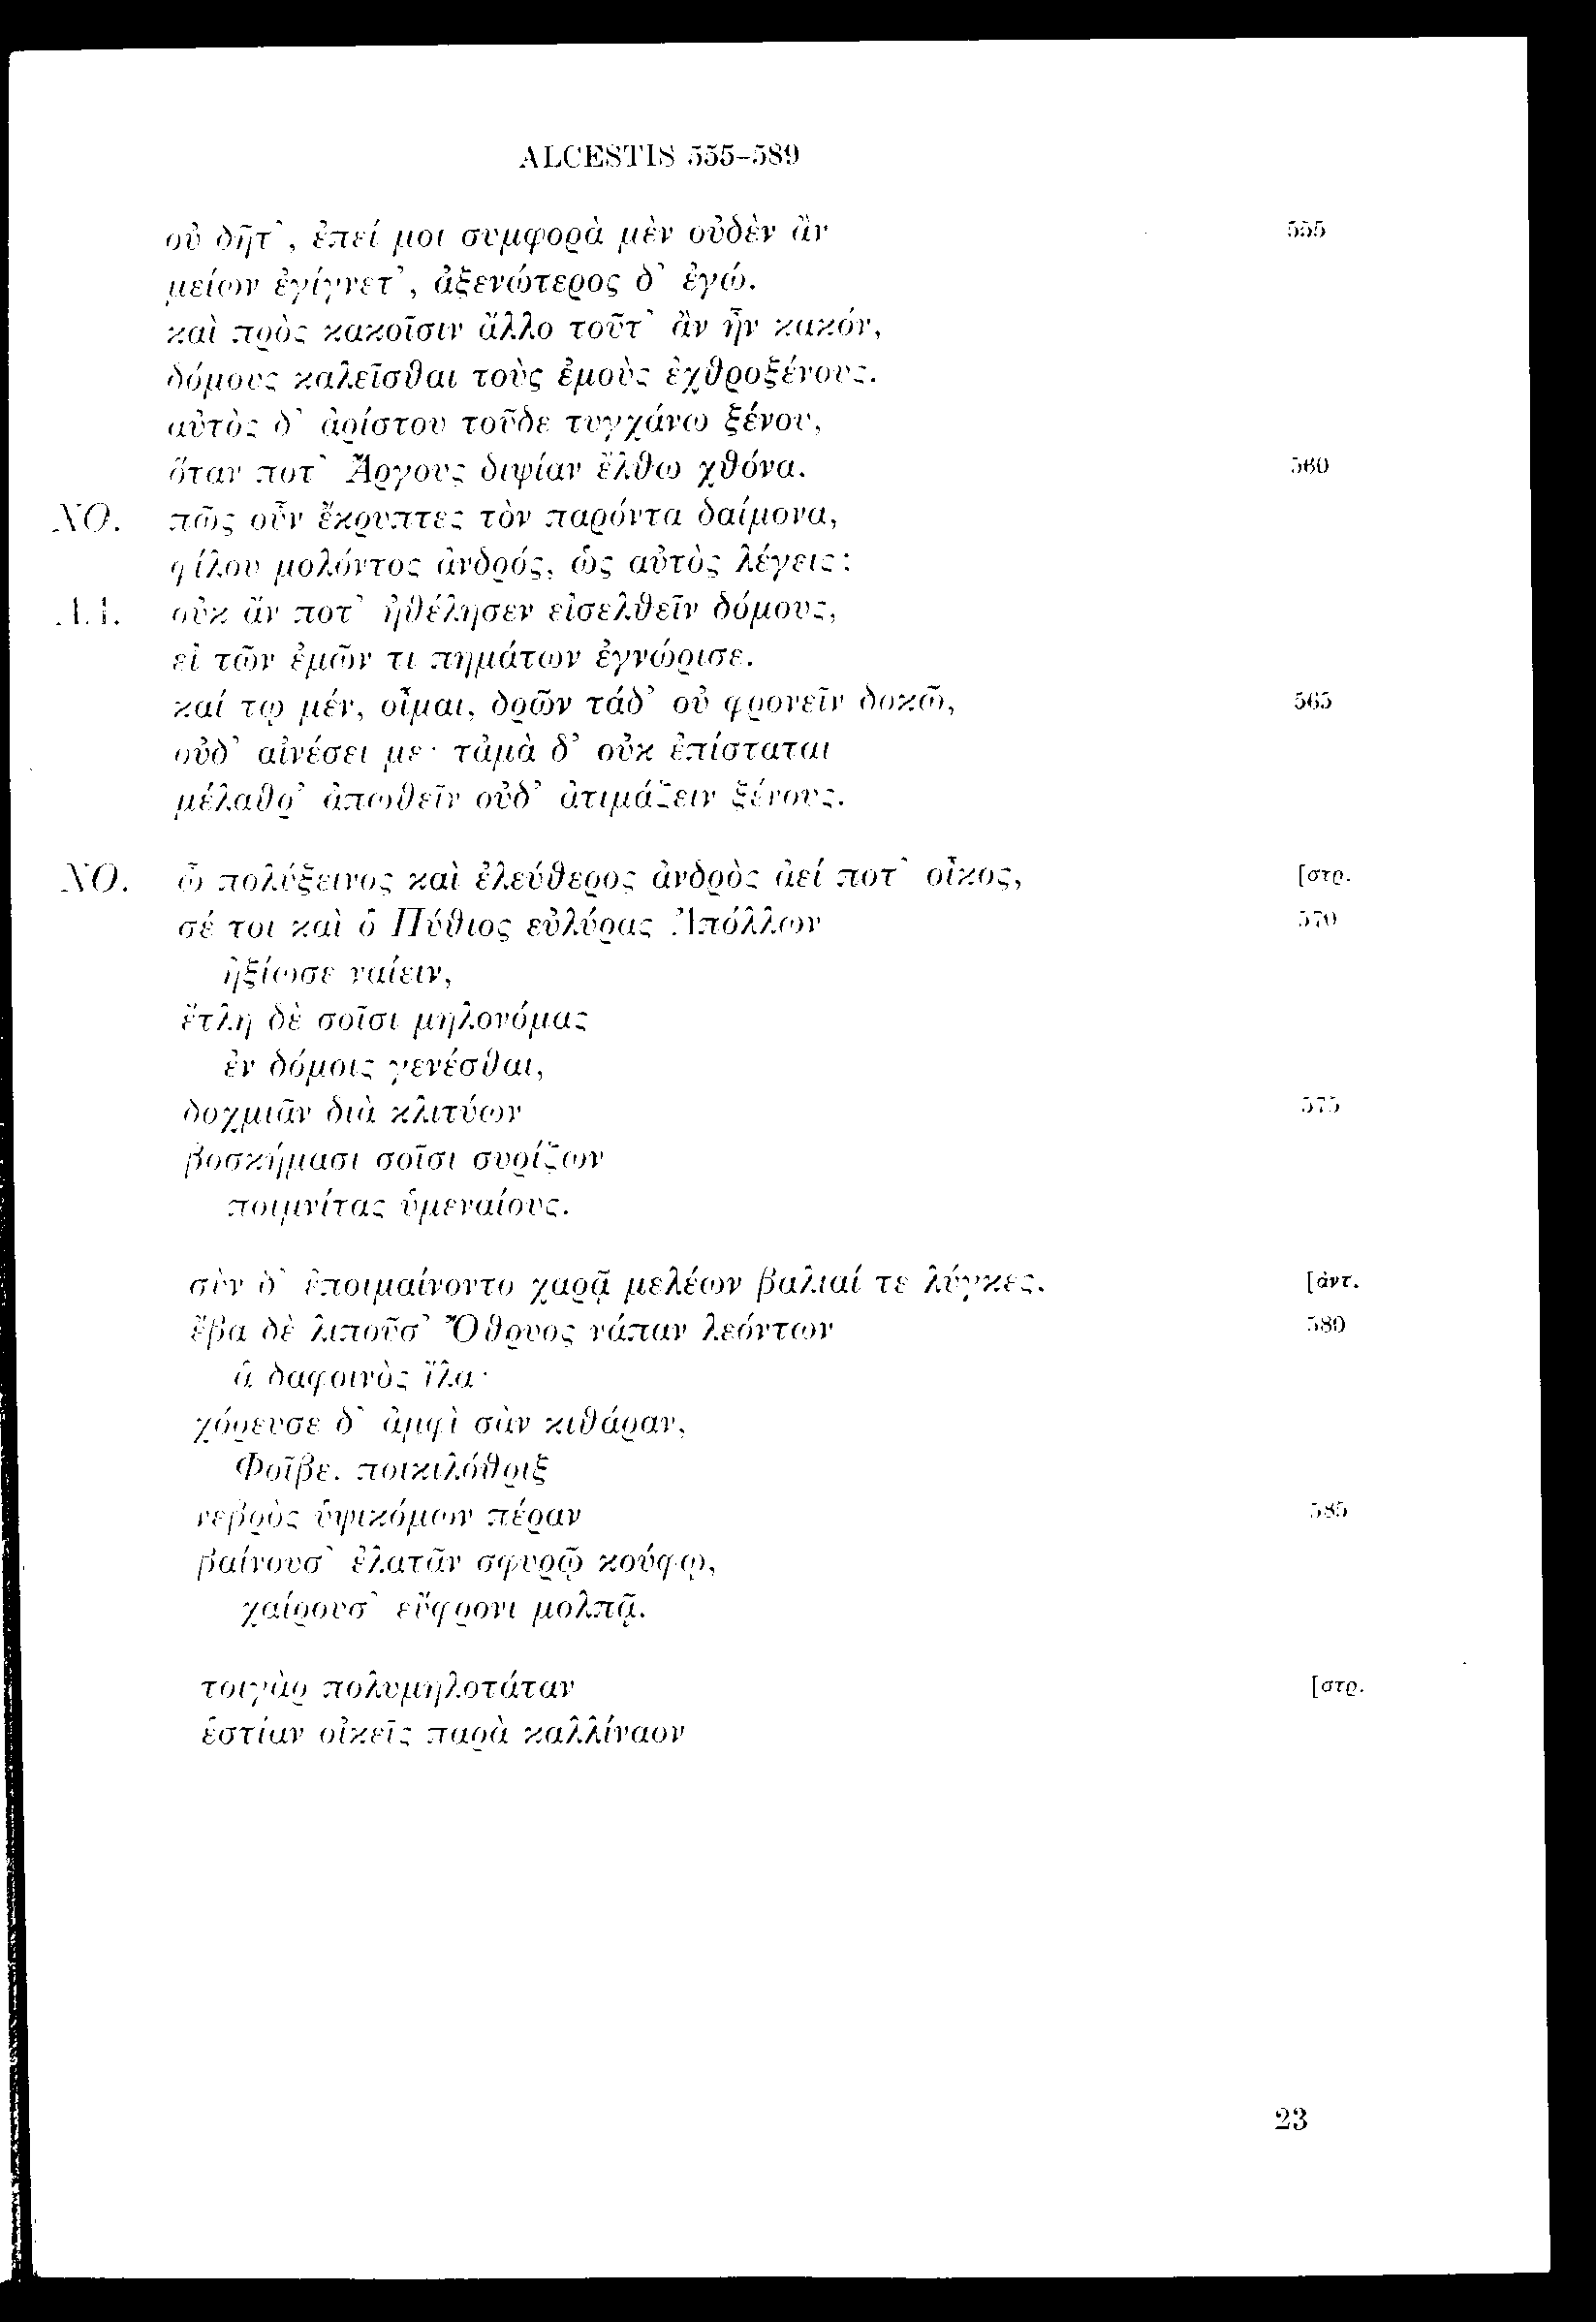 ALCESTIS 555–589
οὐ δῆτ᾽, ἐπεί μοι συμφορὰ μὲν οὐδὲν ἂν 555
μείων ἐγίγνετ᾽, ἀξενώτερος δ᾽ ἐγώ.
καὶ πρὸς κακοῖσιν ἄλλο τοῦτ᾽ ἂν ἦν κακόν,
δόμους καλεῖσθαι τοὺς ἐμοὺς ἐχθροξένους.
αὐτὸς δ᾽ ἀρίστου τοῦδε τυγχάνω ξένου,
ὅταν ποτ᾽ Ἄργους διψίαν ἔλθω χθόνα. 560
ΧΟ. πῶς οὖν ἔκρυπτες τὸν παρόντα δαίμονα,
φίλου μολόντος ἀνδρός, ὡς αὐτὸς λέγεις;
ΑΔ. οὐκ ἄν ποτ᾽ ἠθέλησεν εἰσελθεῖν δόμους,
εἰ τῶν ἐμῶν τι πημάτων ἐγνώρισε.
καί τῳ μέν, οἶμαι, δρῶν τάδ᾽ οὐ φρονεῖν δοκῶ, 565
οὐδ᾽ αἰνέσει με· τἀμὰ δ᾽ οὐκ ἐπίσταται
μέλαθρ᾽ ἀπωθεῖν οὐδ᾽ ἀτιμάζειν ξένους.
ΧΟ. ὦ πολύξεινος καὶ ἐλεύθερος ἀνδρὸς ἀεί ποτ᾽ οἶκος, [στρ.
σέ τοι καὶ ὁ Πύθιος εὐλύρας Ἀπόλλων 570
ἠξίωσε ναίειν,
ἔτλη δὲ σοῖσι μηλονόμας
ἐν δόμοις γενέσθαι,
δοχμιᾶν διὰ κλιτύων 575
βοσκήμασι σοῖσι συρίζων
ποιμνίτας ὑμεναίους.
σὺν δ᾽ ἐποιμαίνοντο χαρᾷ μελέων βαλιαί τε λύγκες, [ἀντ.
ἔβα δὲ λιποῦσ᾽ Ὄθρυος νάπαν λεόντων 580
ἁ δαφοινὸς ἴλα·
χόρευσε δ᾽ ἀμφὶ σὰν κιθάραν,
Φοῖβε, ποικιλόθριξ
νεβρὸς ὑψικόμων πέραν 585
βαίνουσ᾽ ἐλατᾶν σφυρῷ κούφῳ,
χαίρουσ᾽ εὔφρονι μολπᾷ.
τοιγὰρ πολυμηλοτάταν [στρ.
ἑστίαν οἰκεῖς παρὰ καλλίναον
23